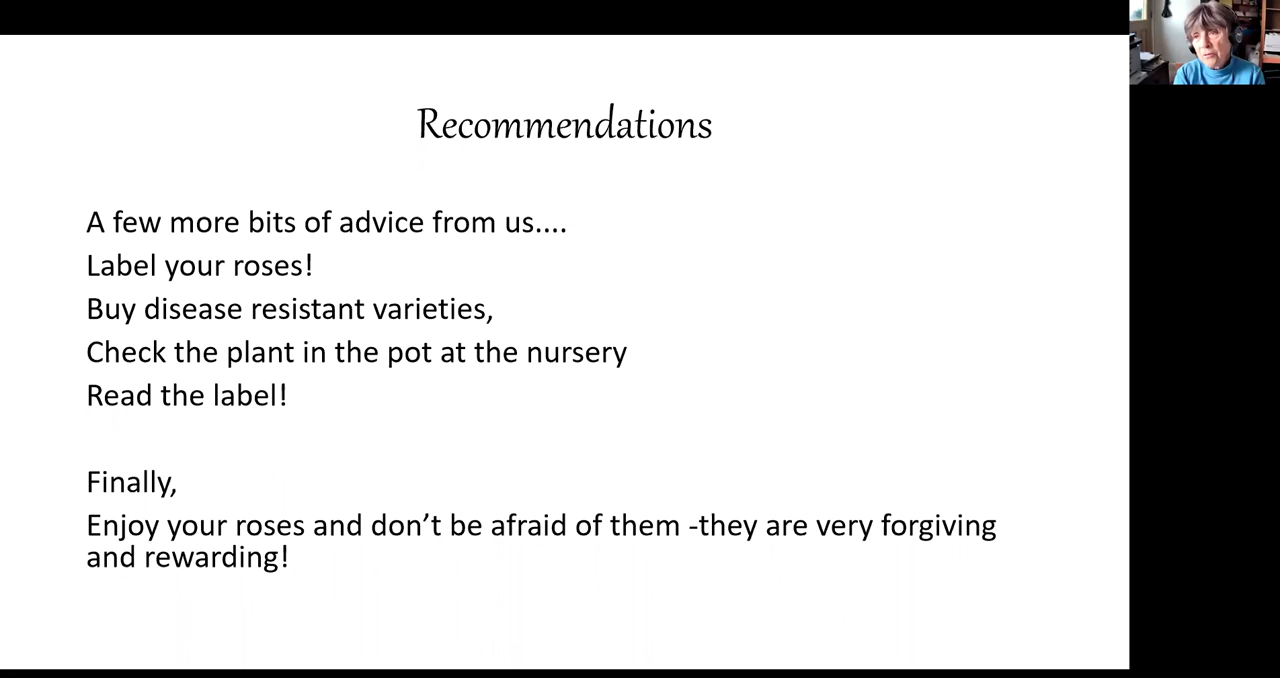 Recommendations
A few more bits of advice from us....
Label your roses!
Buy disease resistant varieties,
Check the plant in the pot at the nursery
Read the label!
Finally,
Enjoy your roses and don’t be afraid of them -they are very forgiving
and rewarding!